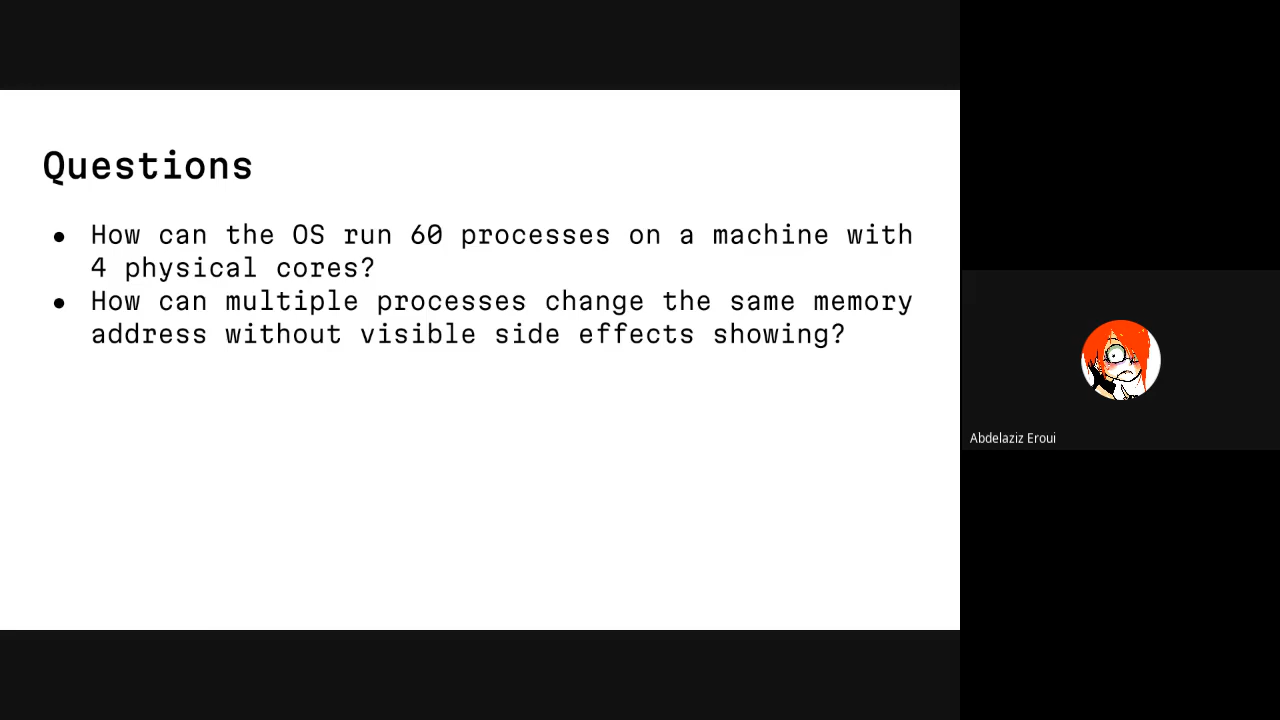 Questions
● How can the OS run 60 processes on a machine with
4 physical cores?
● How can multiple processes change the same memory
address without visible side effects showing?
Abdelaziz Eroui